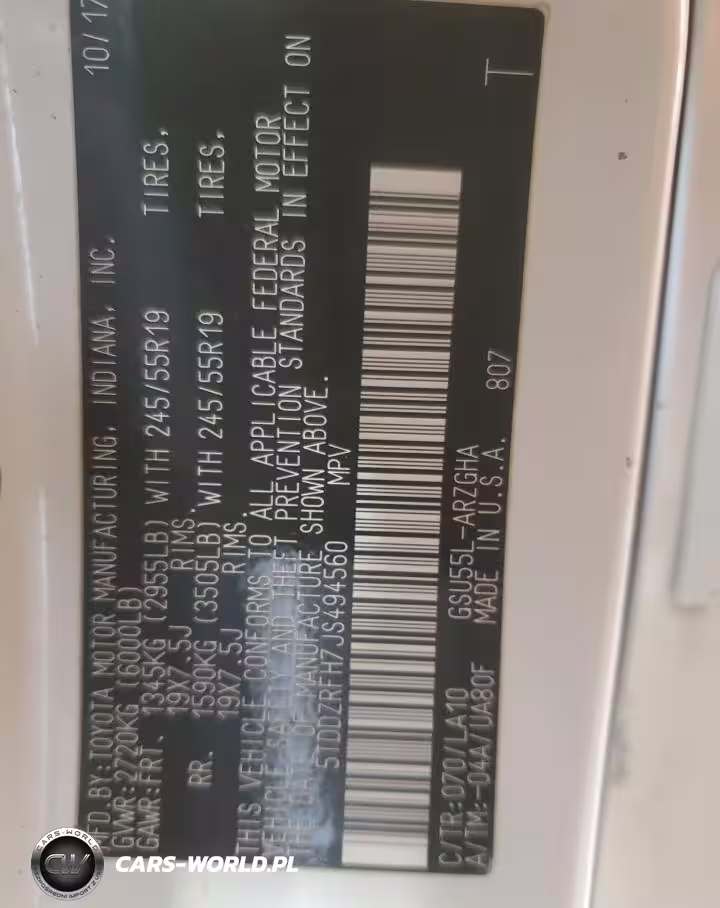 MFD.BY:TOYOTA MOTOR MANUFACTURING, INDIANA, INC. 10/17
GVWR:2720KG (6000LB)
GAWR:FRT. 1345KG (2955LB) WITH 245/55R19 TIRES,
19X7.5J RIMS.
RR. 1590KG (3505LB) WITH 245/55R19 TIRES,
19X7.5J RIMS.
THIS VEHICLE CONFORMS TO ALL APPLICABLE FEDERAL MOTOR
VEHICLE SAFETY AND THEFT PREVENTION STANDARDS IN EFFECT ON
THE DATE OF MANUFACTURE SHOWN ABOVE.
5TDDZRFH7JS494560 MPV
T
C/TR:070/LA10 GSU55L-ARZGHA
A/TM:-04A/UA80F MADE IN U.S.A. 807
CARS-WORLD
CW
CARS-WORLD.PL